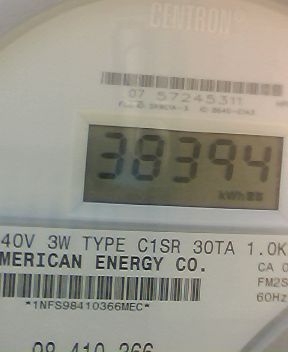 CENTRON®
07 57245311
38394
kWh
40V 3W TYPE C1SR 30TA 1.0K
MERICAN ENERGY CO.
CA 0
FM2S
*1NFS98410366MEC*
60Hz
98 410 366